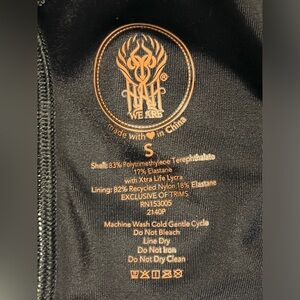 HAH
®
WE ARE
made with ❤ in China
S
Shell: 83% Polytrimethylece Terephthalate
17% Elastane
with Xtra Life Lycra
Lining: 82% Recycled Nylon 18% Elastane
EXCLUSIVE OF TRIMS
RN153005
2140P
Machine Wash Cold Gentle Cycle
Do Not Bleach
Line Dry
Do Not Iron
Do Not Dry Clean